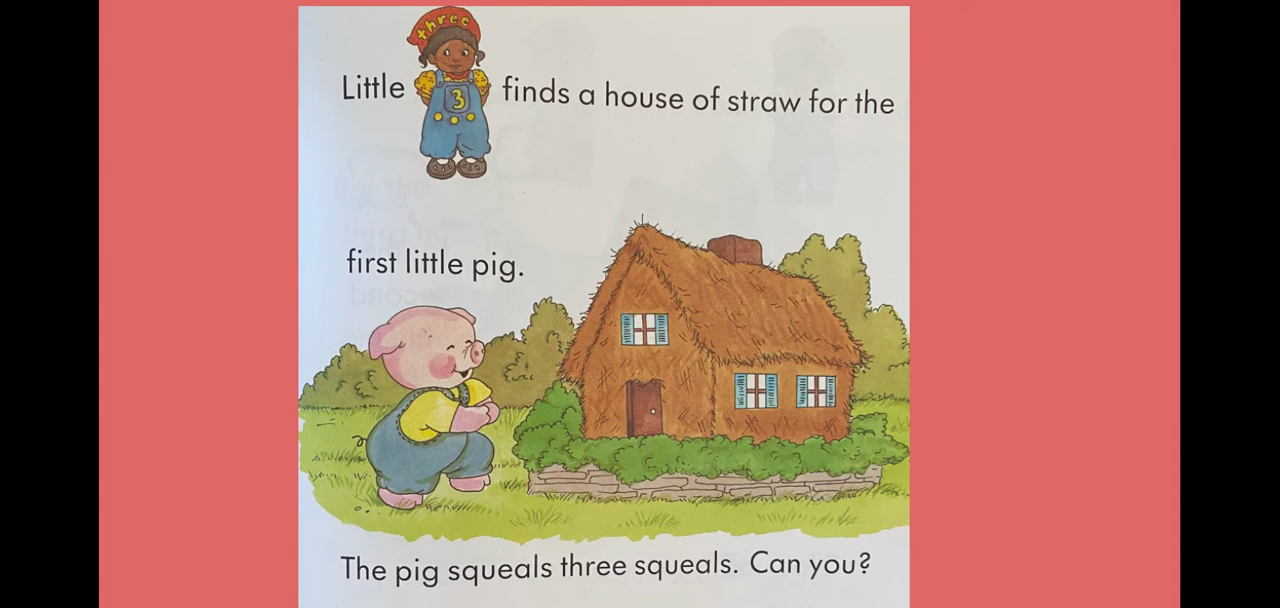 three
Little 3 finds a house of straw for the
first little pig.
The pig squeals three squeals. Can you?